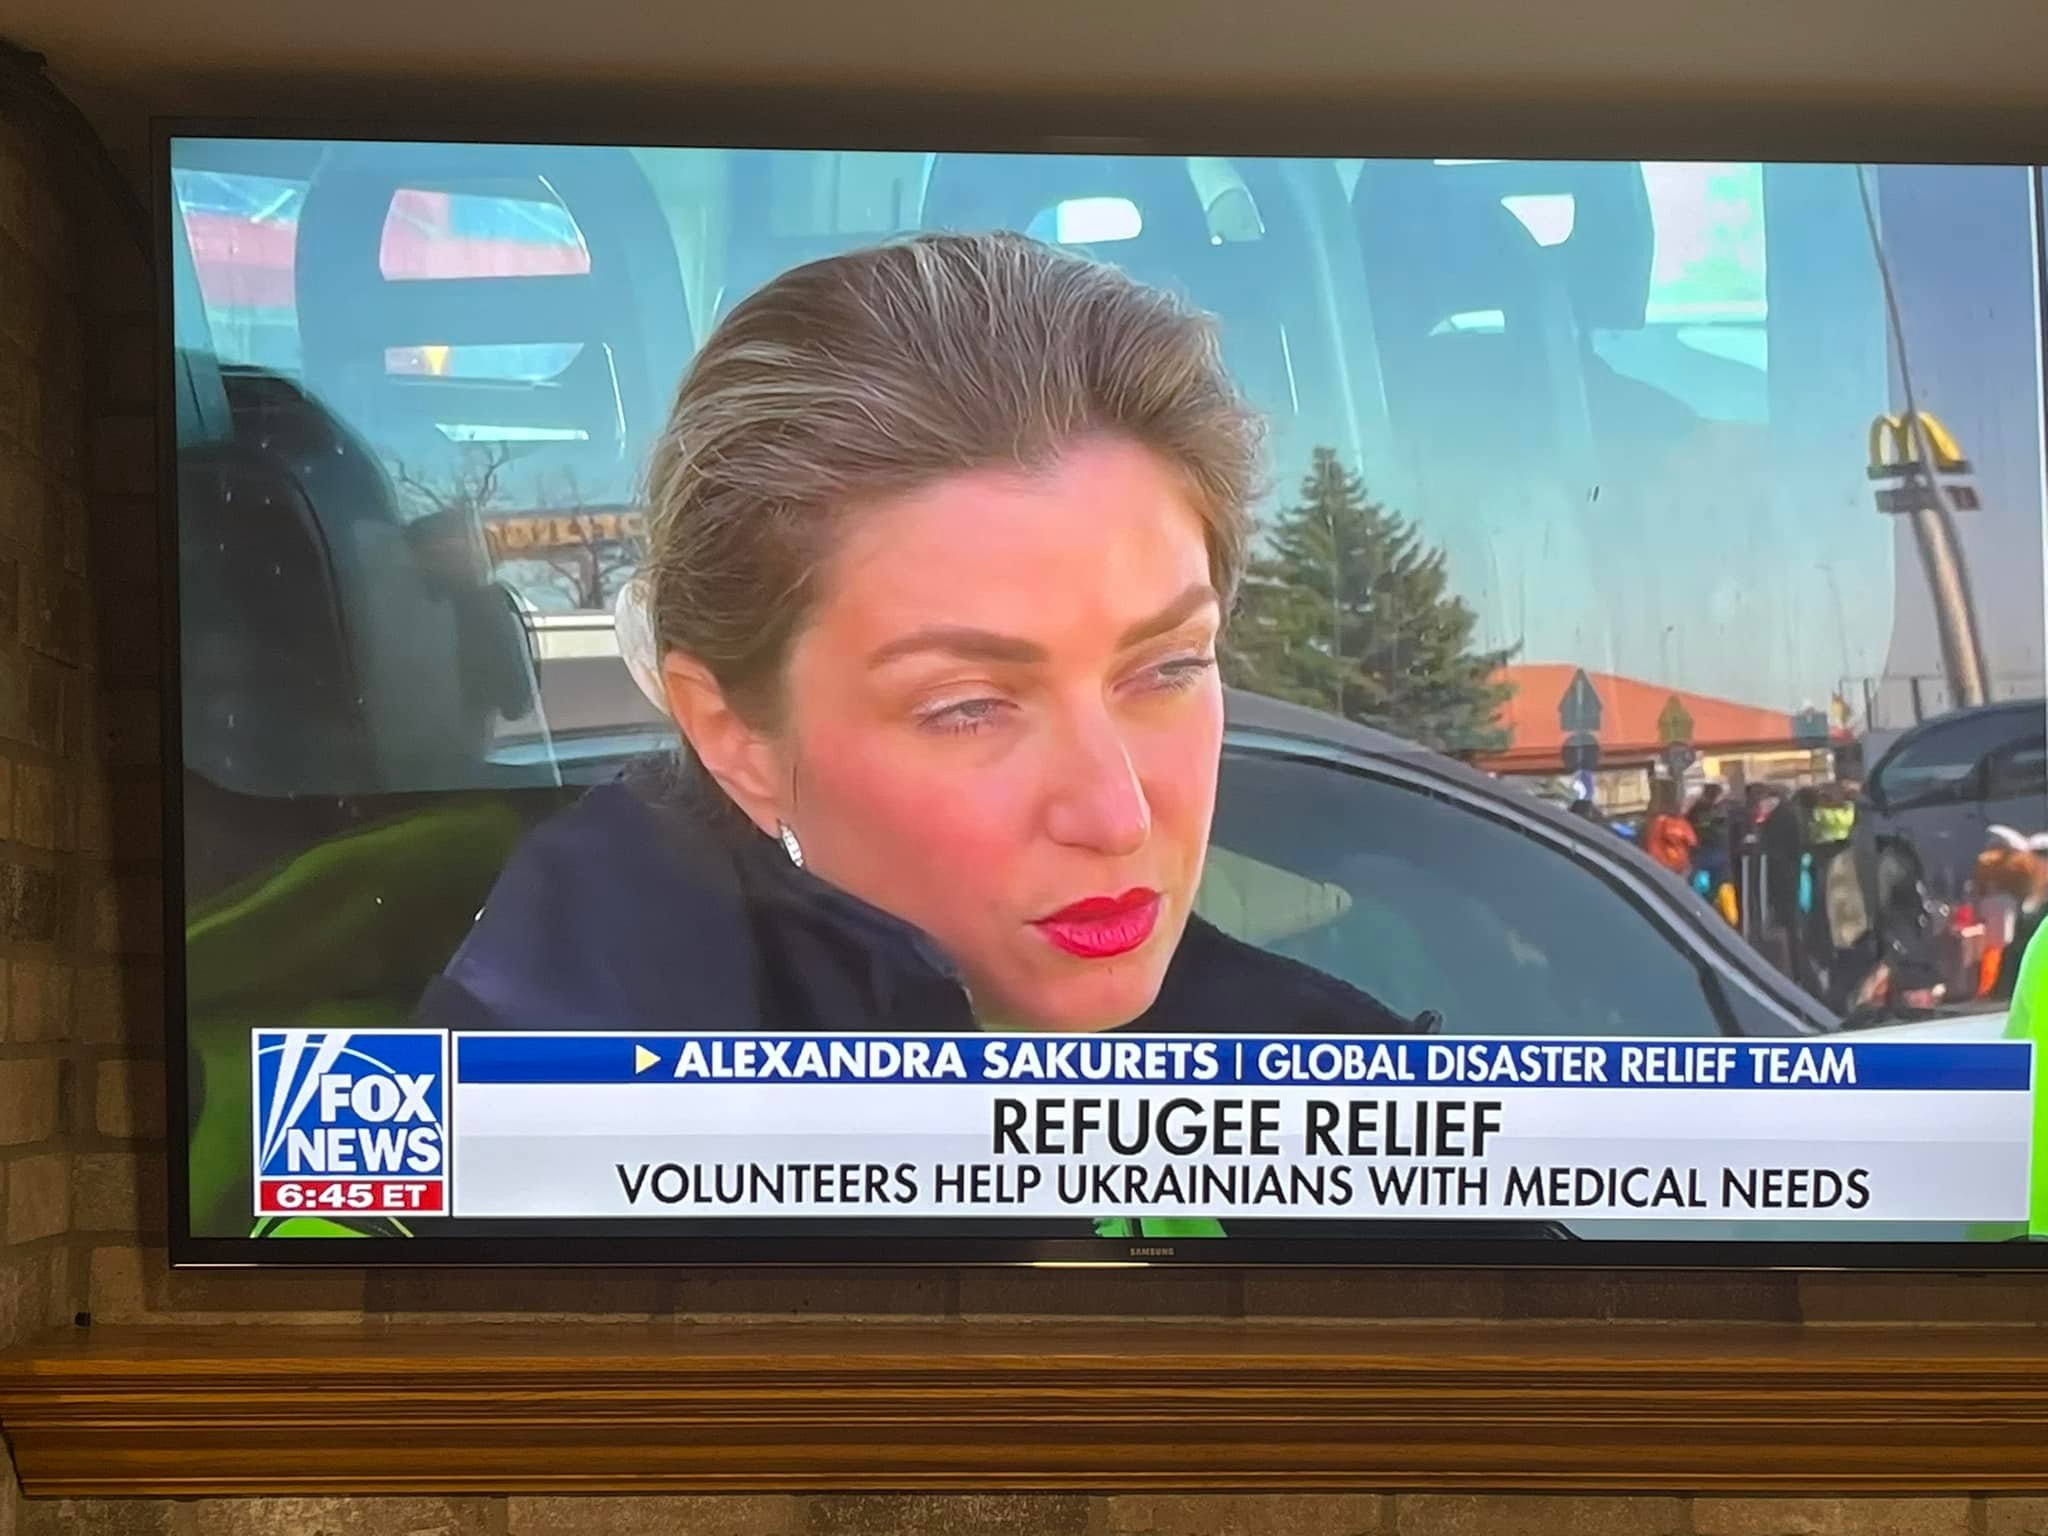 ▶ ALEXANDRA SAKURETS | GLOBAL DISASTER RELIEF TEAM
REFUGEE RELIEF
VOLUNTEERS HELP UKRAINIANS WITH MEDICAL NEEDS
FOX
NEWS
6:45 ET
SAMSUNG